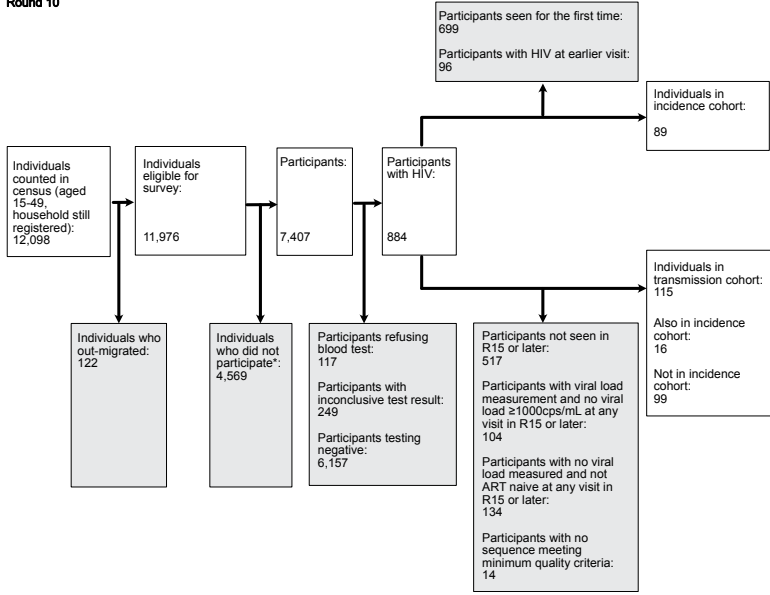 Round 10
Participants seen for the first time:
699
Participants with HIV at earlier visit:
96
Individuals in
incidence cohort:
89
Individuals
counted in
census (aged
15-49,
household still
registered):
12,098
Individuals
eligible for
survey:
11,976
Participants:
7,407
Participants
with HIV:
884
Individuals in
transmission cohort:
115
Also in incidence
cohort:
16
Not in incidence
cohort:
99
Individuals who
out-migrated:
122
Individuals
who did not
participate*:
4,569
Participants refusing
blood test:
117
Participants with
inconclusive test result:
249
Participants testing
negative:
6,157
Participants not seen in
R15 or later:
517
Participants with viral load
measurement and no viral
load ≥1000cps/mL at any
visit in R15 or later:
104
Participants with no viral
load measured and not
ART naive at any visit in
R15 or later:
134
Participants with no
sequence meeting
minimum quality criteria:
14